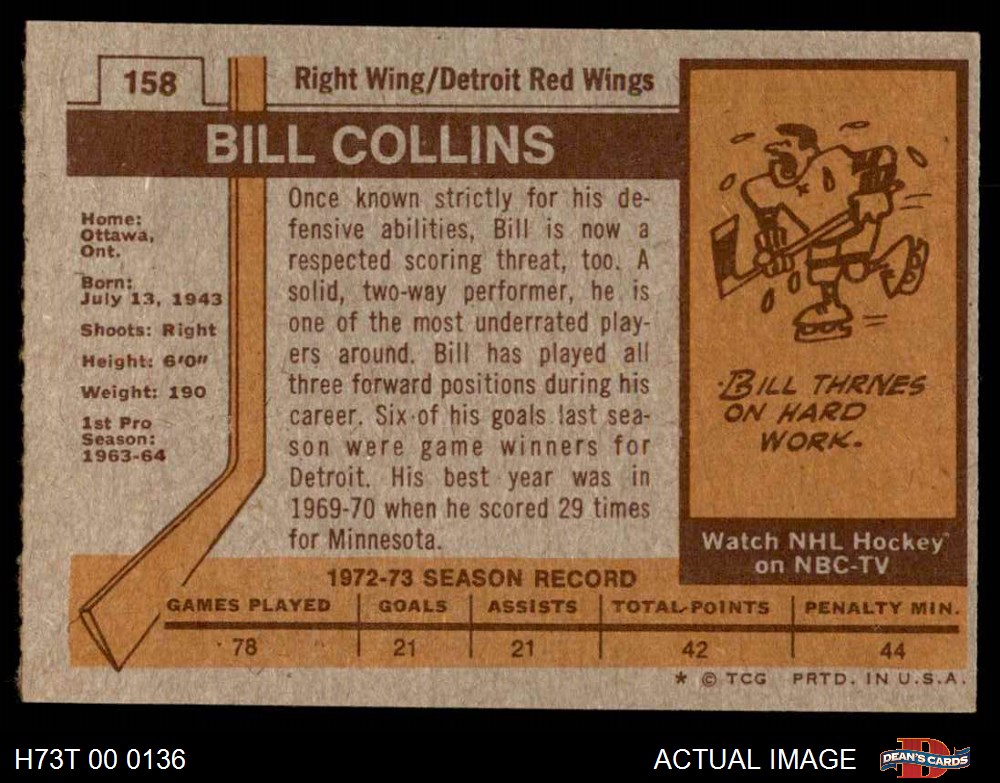 158
Right Wing/Detroit Red Wings
BILL COLLINS
Home:
Ottawa,
Ont.
Born:
July 13, 1943
Shoots: Right
Height: 6'0"
Weight: 190
1st Pro
Season:
1963-64
Once known strictly for his de-
fensive abilities, Bill is now a
respected scoring threat, too. A
solid, two-way performer, he is
one of the most underrated play-
ers around. Bill has played all
three forward positions during his
career. Six of his goals last sea-
son were game winners for
Detroit. His best year was in
1969-70 when he scored 29 times
for Minnesota.
BILL THRIVES
ON HARD
WORK.
Watch NHL Hockey
on NBC-TV
1972-73 SEASON RECORD
GAMES PLAYED GOALS ASSISTS TOTAL POINTS PENALTY MIN.
78 21 21 42 44
* © TCG PRTD. IN U.S.A.
H73T 00 0136
ACTUAL IMAGE
D
DEAN'S CARDS